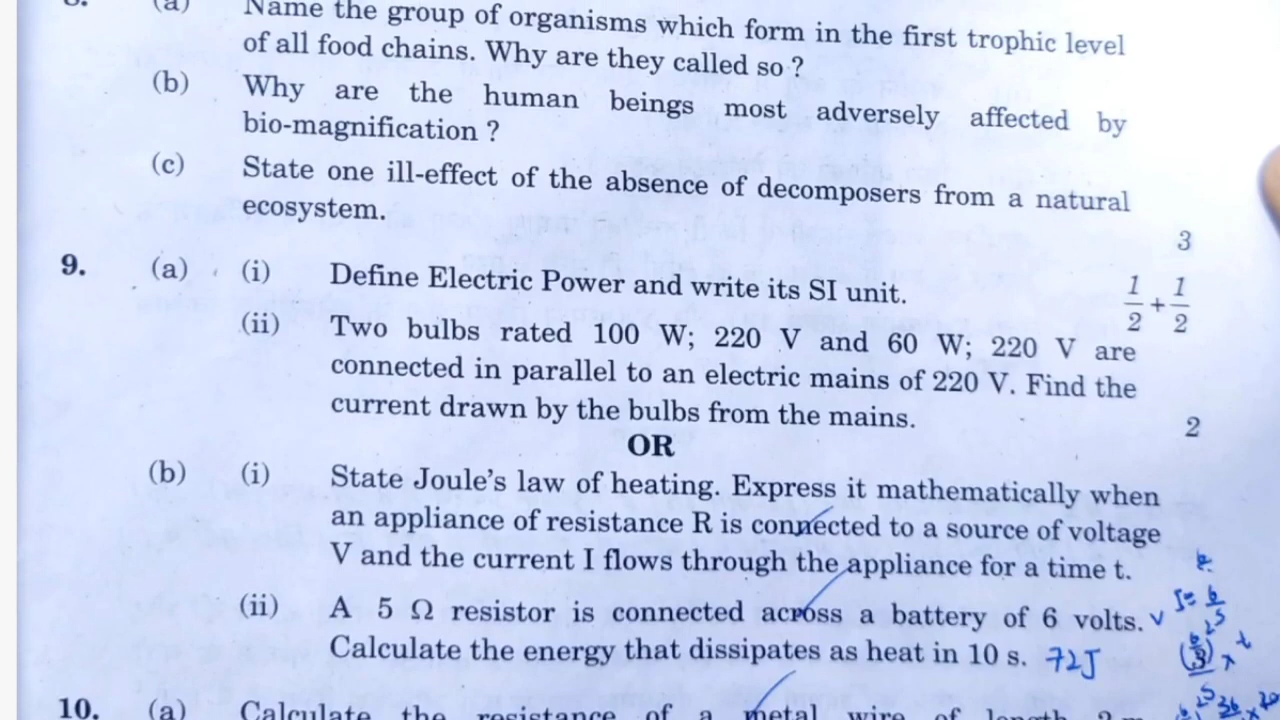 (a) Name the group of organisms which form in the first trophic level
of all food chains. Why are they called so ?
(b) Why are the human beings most adversely affected by
bio-magnification ?
(c) State one ill-effect of the absence of decomposers from a natural
ecosystem.
3
9. (a) (i) Define Electric Power and write its SI unit. 1/2 + 1/2
(ii) Two bulbs rated 100 W; 220 V and 60 W; 220 V are
connected in parallel to an electric mains of 220 V. Find the
current drawn by the bulbs from the mains. 2
OR
(b) (i) State Joule's law of heating. Express it mathematically when
an appliance of resistance R is connected to a source of voltage
V and the current I flows through the appliance for a time t.
(ii) A 5 Ω resistor is connected across a battery of 6 volts. I = 6/5
Calculate the energy that dissipates as heat in 10 s. 72J
10. (a) Calculate the resistance of a metal wire of length 2m